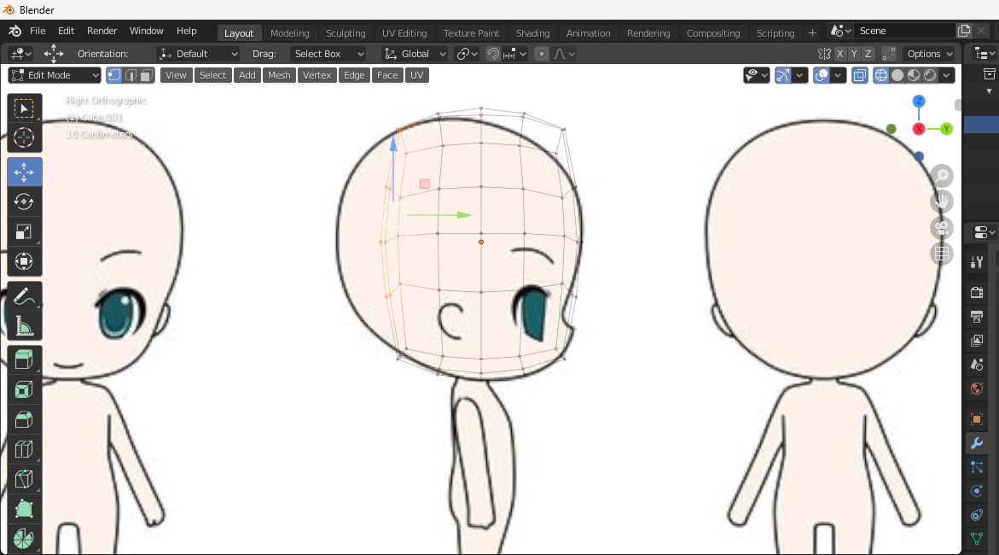 Blender
File Edit Render Window Help Layout Modeling Sculpting UV Editing Texture Paint Shading Animation Rendering Compositing Scripting + Scene
Orientation: Default Drag: Select Box Global X Y Z Options
Edit Mode View Select Add Mesh Vertex Edge Face UV
Right Orthographic
(1) Cube.001
10 Centimeters
Z
X
Y